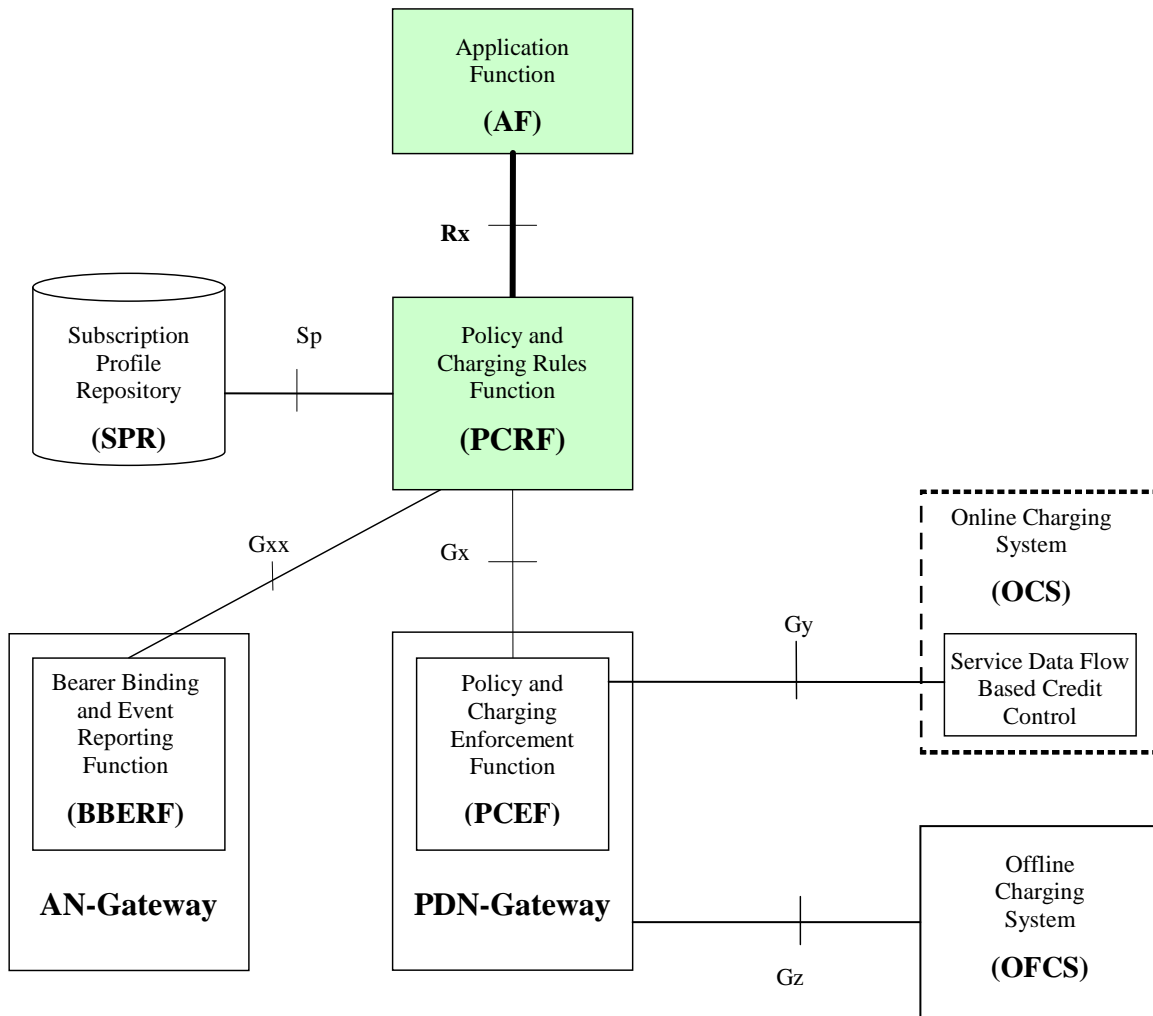 Application
Function
(AF)
Rx
Subscription
Profile
Repository
(SPR)
Sp
Policy and
Charging Rules
Function
(PCRF)
Gxx
Gx
Online Charging
System
(OCS)
Service Data Flow
Based Credit
Control
Gy
Bearer Binding
and Event
Reporting
Function
(BBERF)
AN-Gateway
Policy and
Charging
Enforcement
Function
(PCEF)
PDN-Gateway
Offline
Charging
System
(OFCS)
Gz